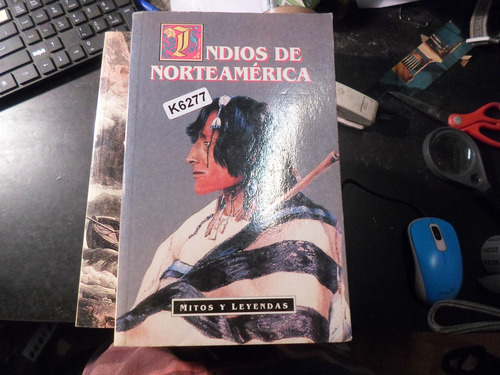 INDIOS DE
NORTEAMÉRICA
K6277
MITOS Y LEYENDAS